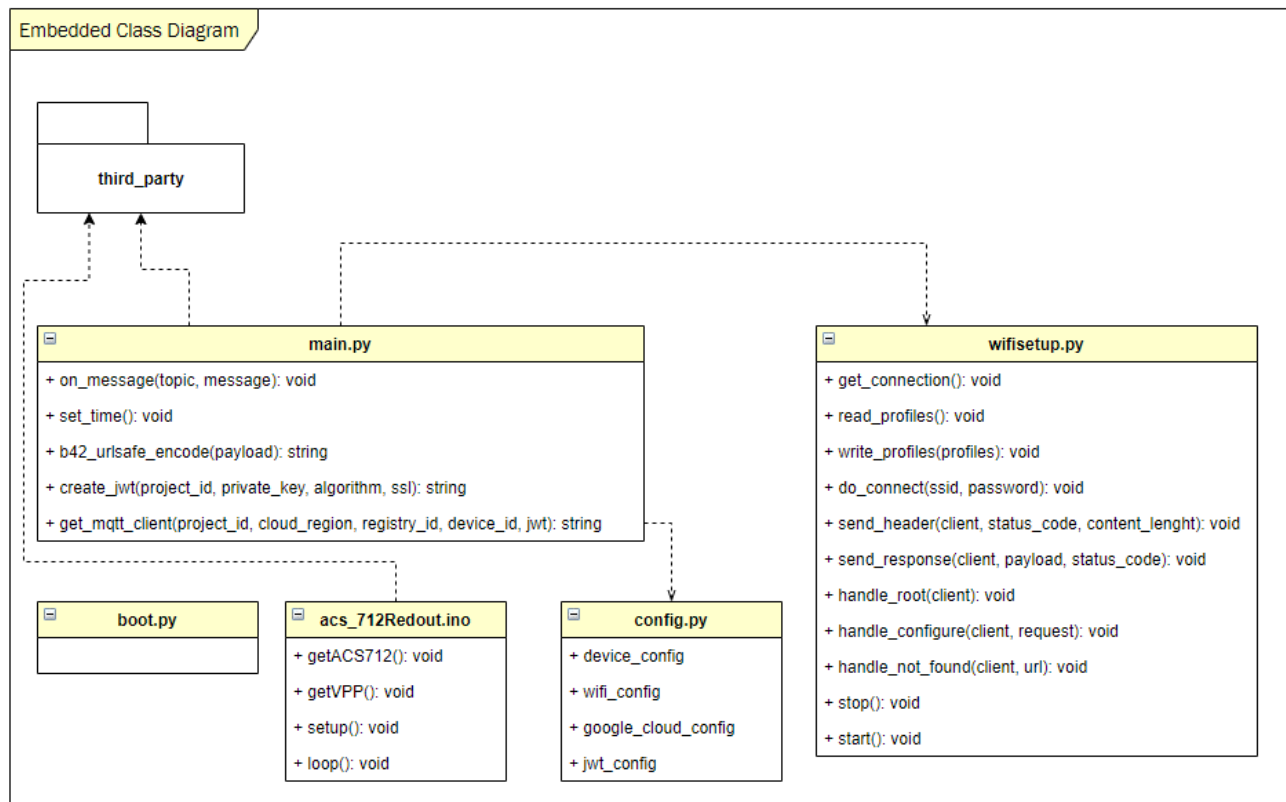 Embedded Class Diagram
third_party
main.py
+ on_message(topic, message): void
+ set_time(): void
+ b42_urlsafe_encode(payload): string
+ create_jwt(project_id, private_key, algorithm, ssl): string
+ get_mqtt_client(project_id, cloud_region, registry_id, device_id, jwt): string
wifisetup.py
+ get_connection(): void
+ read_profiles(): void
+ write_profiles(profiles): void
+ do_connect(ssid, password): void
+ send_header(client, status_code, content_lenght): void
+ send_response(client, payload, status_code): void
+ handle_root(client): void
+ handle_configure(client, request): void
+ handle_not_found(client, url): void
+ stop(): void
+ start(): void
boot.py
acs_712Redout.ino
+ getACS712(): void
+ getVPP(): void
+ setup(): void
+ loop(): void
config.py
+ device_config
+ wifi_config
+ google_cloud_config
+ jwt_config